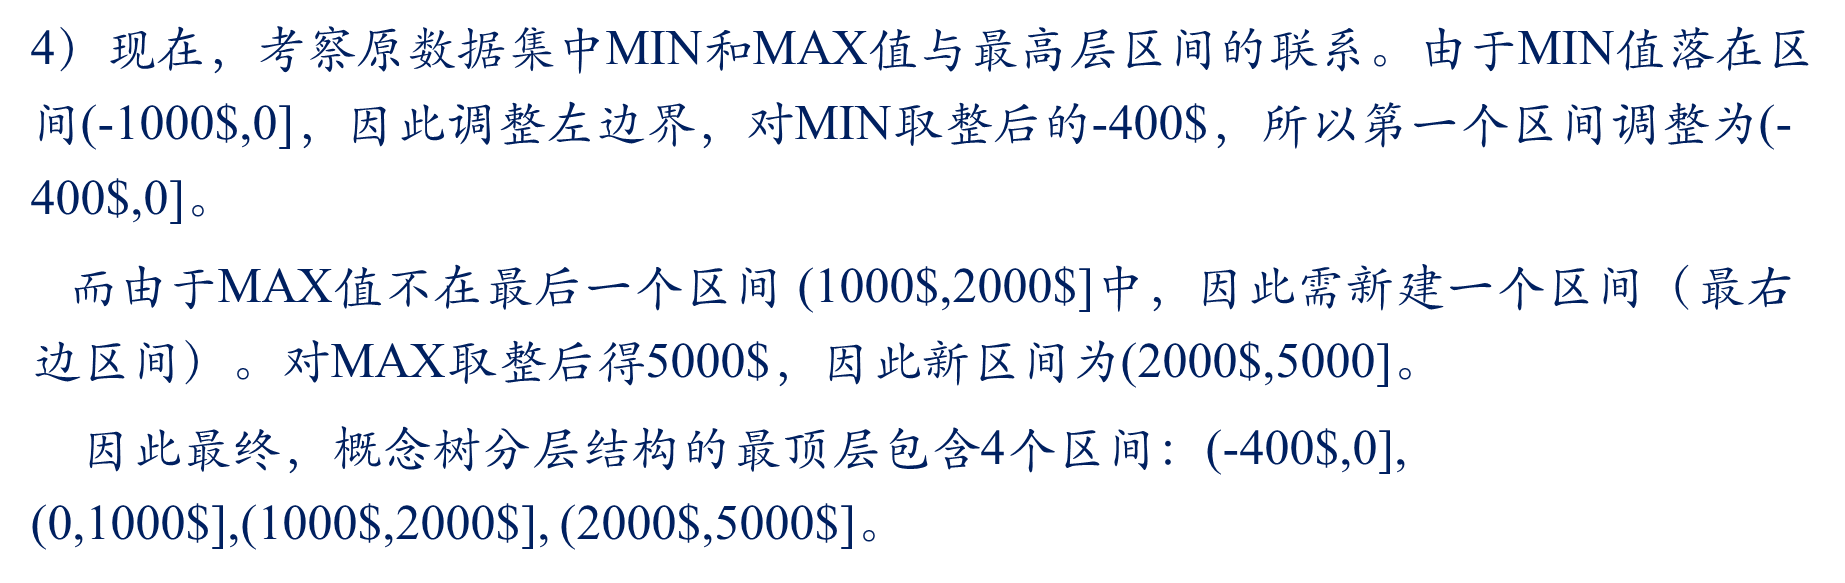 4）现在，考察原数据集中MIN和MAX值与最高层区间的联系。由于MIN值落在区
间(-1000$,0]，因此调整左边界，对MIN取整后的-400$，所以第一个区间调整为(-
400$,0]。
而由于MAX值不在最后一个区间 (1000$,2000$]中，因此需新建一个区间（最右
边区间）。对MAX取整后得5000$，因此新区间为(2000$,5000]。
因此最终，概念树分层结构的最顶层包含4个区间：(-400$,0],
(0,1000$],(1000$,2000$], (2000$,5000$]。